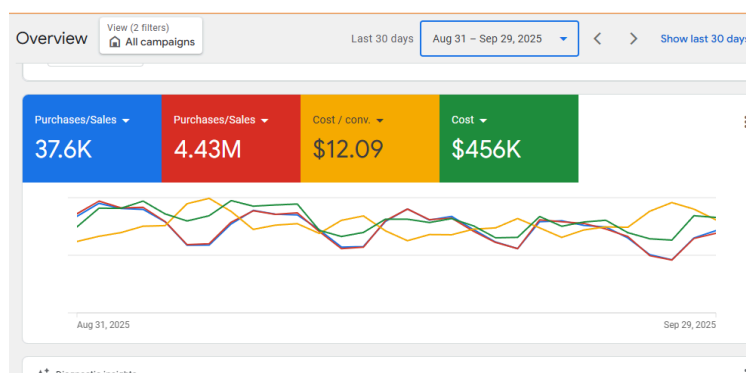 Overview
View (2 filters)
All campaigns
Last 30 days
Aug 31 – Sep 29, 2025
Show last 30 days
Purchases/Sales
37.6K
Purchases/Sales
4.43M
Cost / conv.
$12.09
Cost
$456K
Aug 31, 2025
Sep 29, 2025
Diagnostic insights